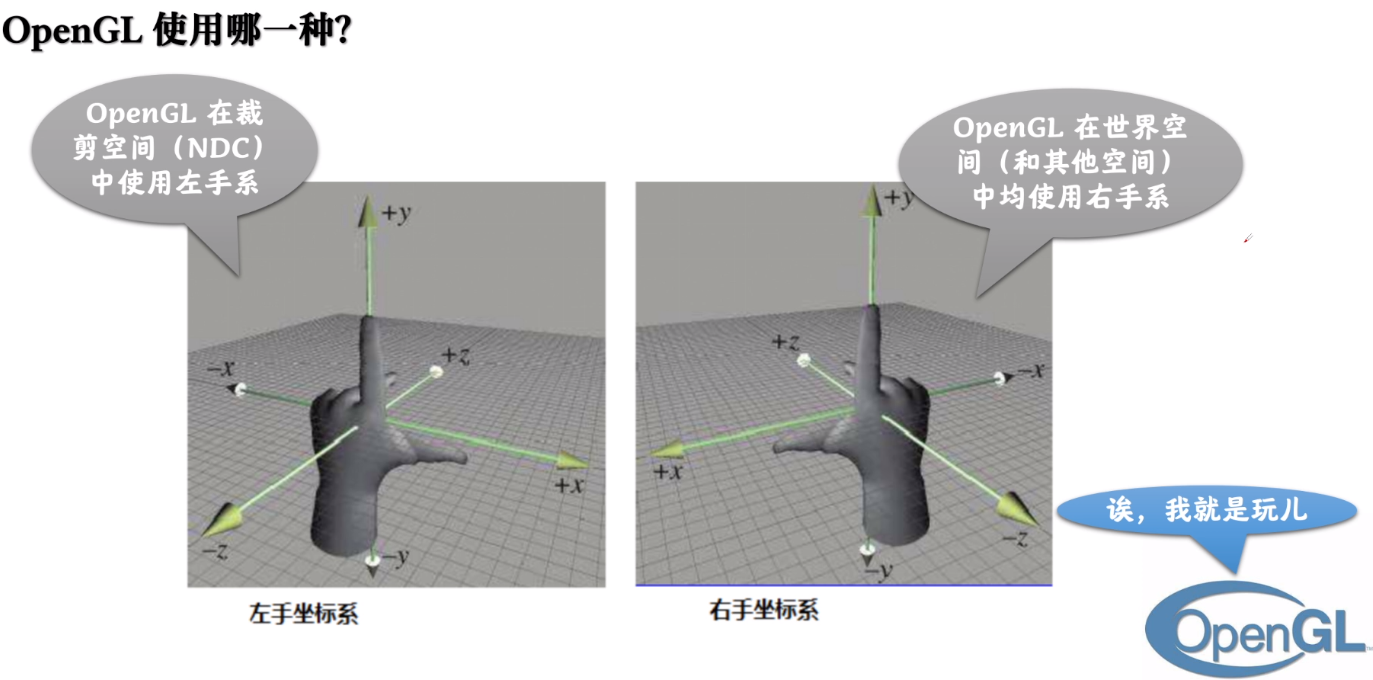 OpenGL 使用哪一种？
OpenGL 在裁
剪空间（NDC）
中使用左手系
OpenGL 在世界空
间（和其他空间）
中均使用右手系
+y
-x
+z
+x
-z
-y
+y
+z
-x
+x
-z
-y
左手坐标系
右手坐标系
诶，我就是玩儿
OpenGL